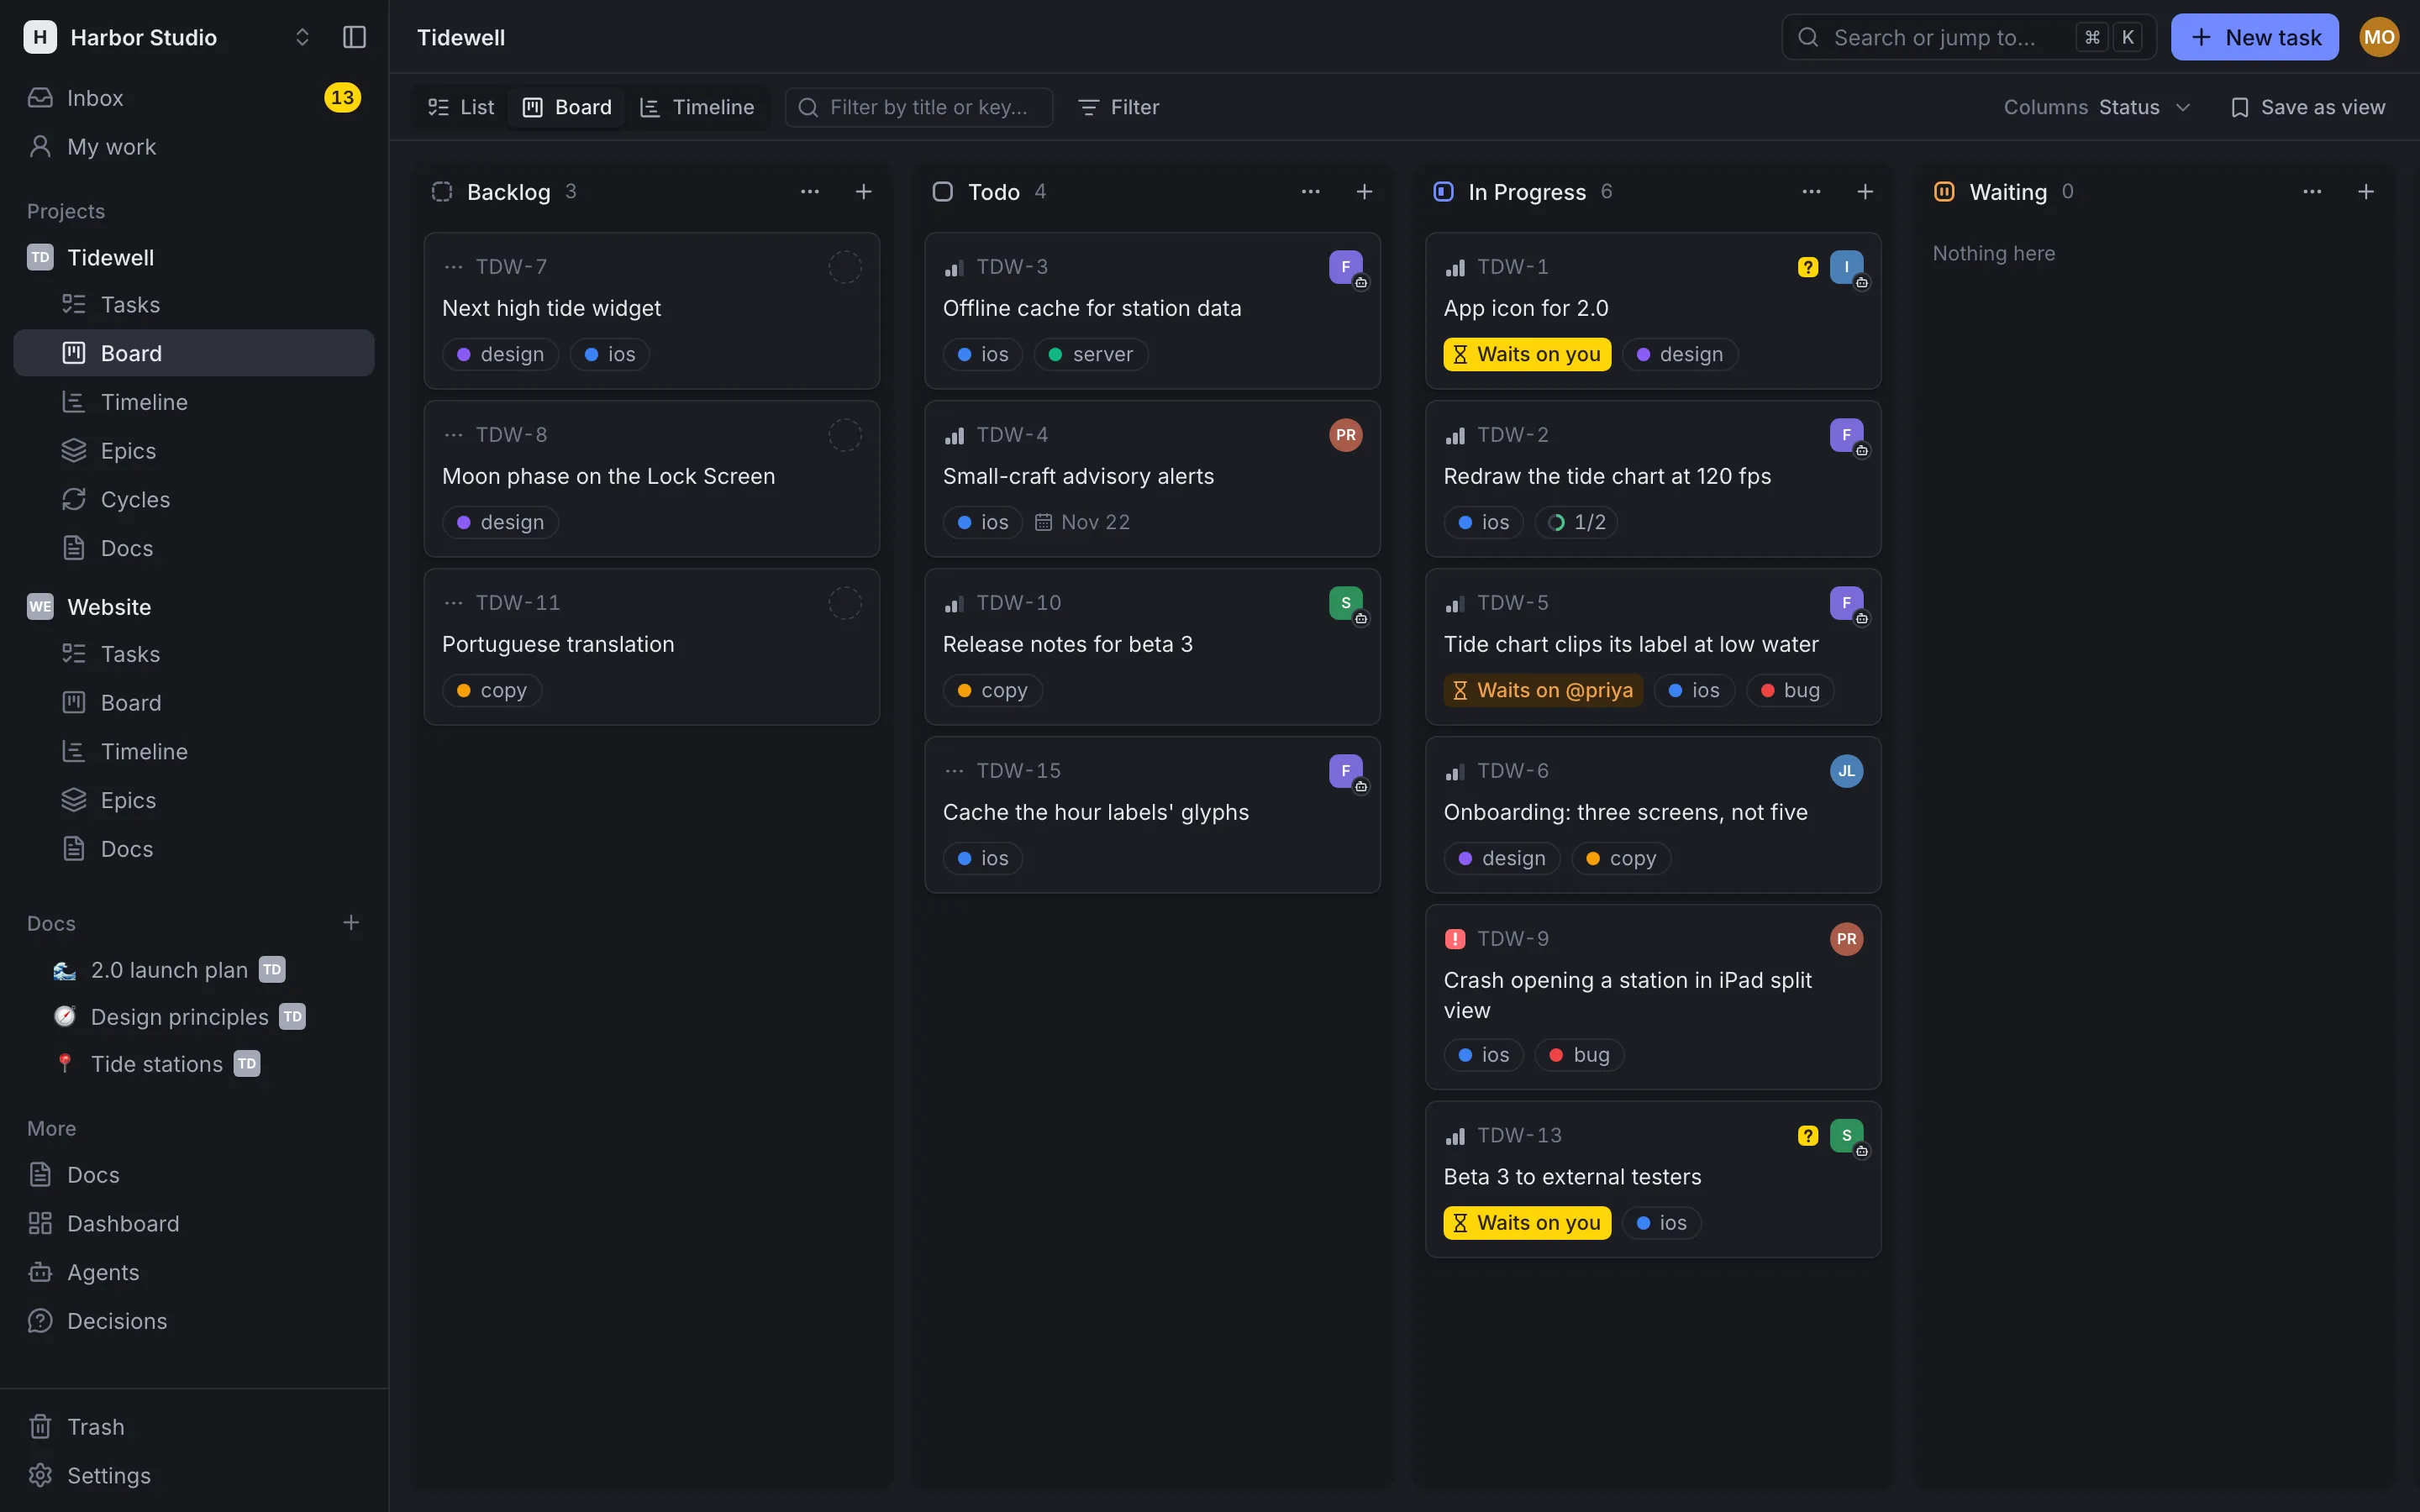 H Harbor Studio
Inbox 13
My work
Projects
TD Tidewell
Tasks
Board
Timeline
Epics
Cycles
Docs
WE Website
Tasks
Board
Timeline
Epics
Docs
Docs
2.0 launch plan TD
Design principles TD
Tide stations TD
More
Docs
Dashboard
Agents
Decisions
Trash
Settings
Tidewell
Search or jump to... ⌘ K
New task
MO
List
Board
Timeline
Filter by title or key...
Filter
Columns Status
Save as view
Backlog 3
TDW-7
Next high tide widget
design ios
TDW-8
Moon phase on the Lock Screen
design
TDW-11
Portuguese translation
copy
Todo 4
TDW-3 F
Offline cache for station data
ios server
TDW-4 PR
Small-craft advisory alerts
ios Nov 22
TDW-10 S
Release notes for beta 3
copy
TDW-15 F
Cache the hour labels' glyphs
ios
In Progress 6
TDW-1 ? I
App icon for 2.0
Waits on you design
TDW-2 F
Redraw the tide chart at 120 fps
ios 1/2
TDW-5 F
Tide chart clips its label at low water
Waits on @priya ios bug
TDW-6 JL
Onboarding: three screens, not five
design copy
! TDW-9 PR
Crash opening a station in iPad split
view
ios bug
TDW-13 ? S
Beta 3 to external testers
Waits on you ios
Waiting 0
Nothing here